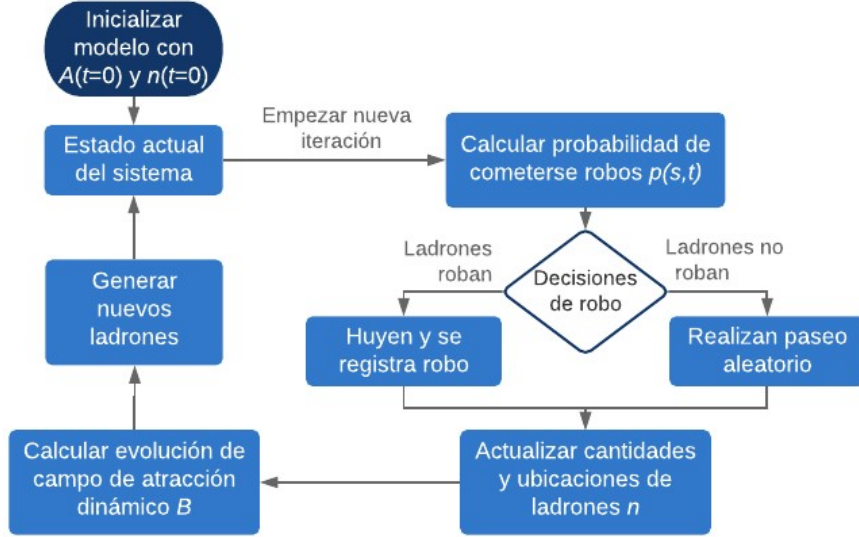 Inicializar
modelo con
A(t=0) y n(t=0)
Estado actual
del sistema
Empezar nueva
iteración
Calcular probabilidad de
cometerse robos p(s,t)
Decisiones
de robo
Ladrones
roban
Ladrones no
roban
Huyen y se
registra robo
Realizan paseo
aleatorio
Actualizar cantidades
y ubicaciones de
ladrones n
Calcular evolución de
campo de atracción
dinámico B
Generar
nuevos
ladrones